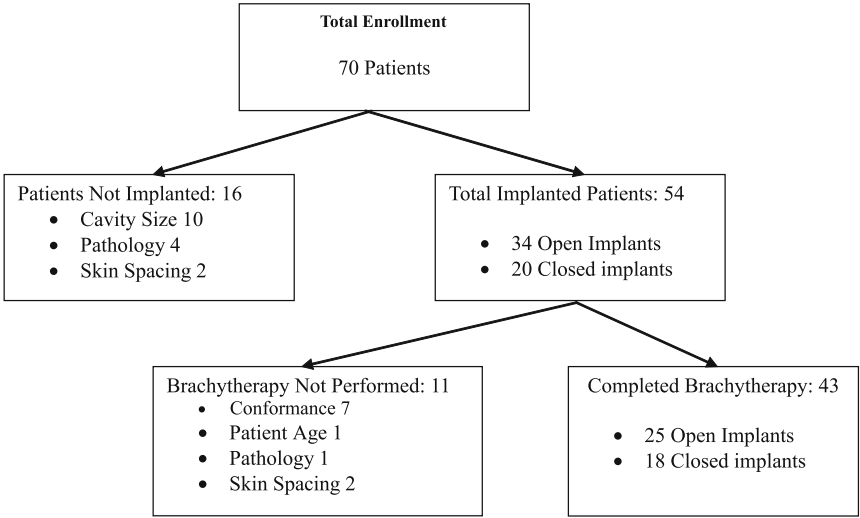 Total Enrollment
70 Patients
Patients Not Implanted: 16
• Cavity Size 10
• Pathology 4
• Skin Spacing 2
Total Implanted Patients: 54
• 34 Open Implants
• 20 Closed implants
Brachytherapy Not Performed: 11
• Conformance 7
• Patient Age 1
• Pathology 1
• Skin Spacing 2
Completed Brachytherapy: 43
• 25 Open Implants
• 18 Closed implants